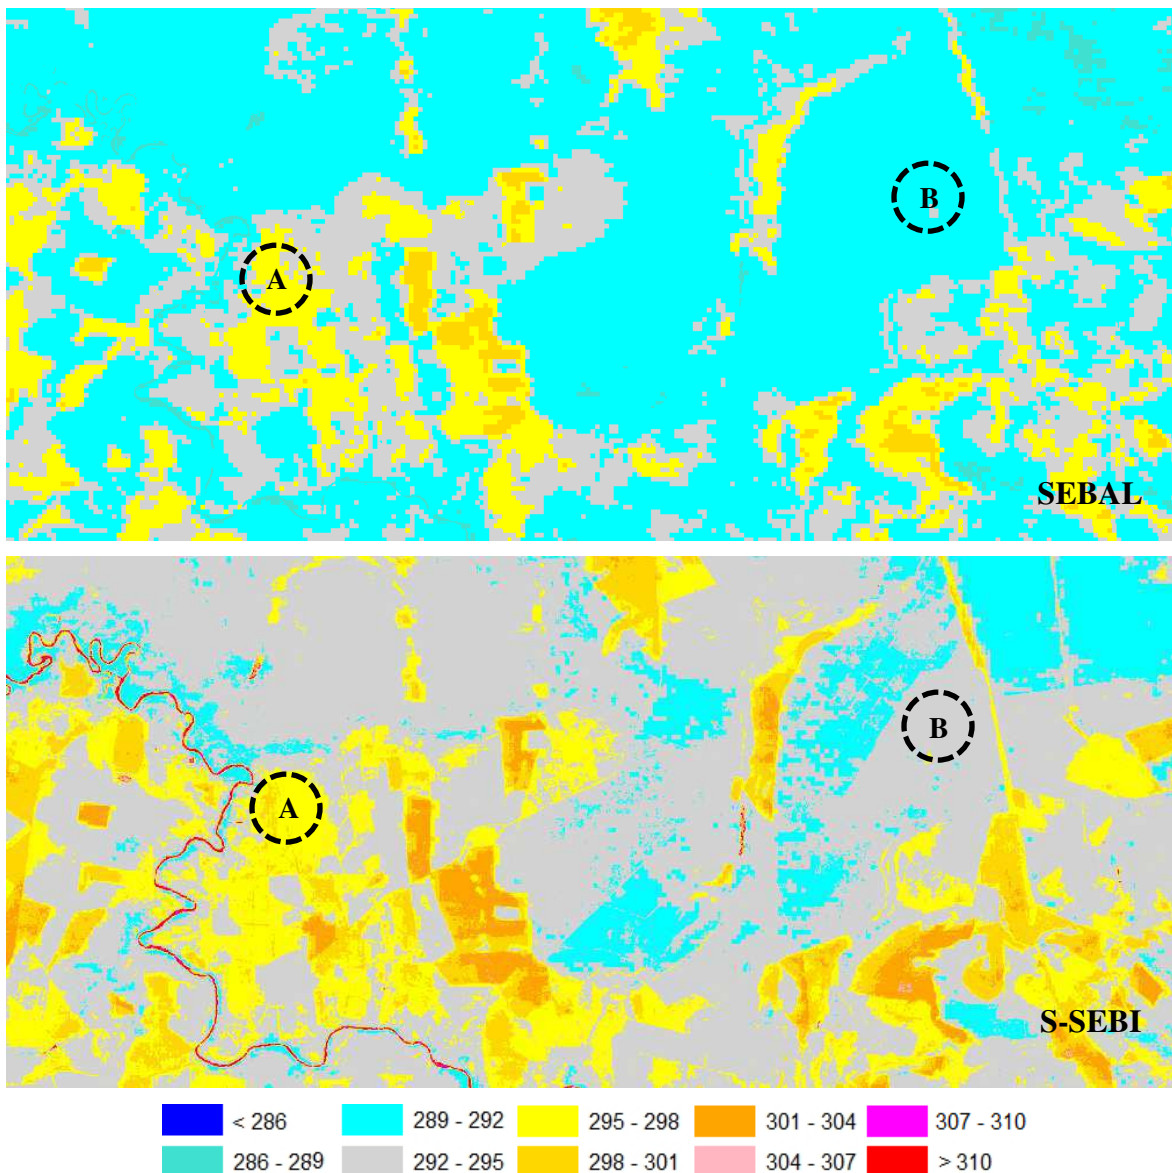 B
A
SEBAL
B
A
S-SEBI
< 286 289 - 292 295 - 298 301 - 304 307 - 310
286 - 289 292 - 295 298 - 301 304 - 307 > 310